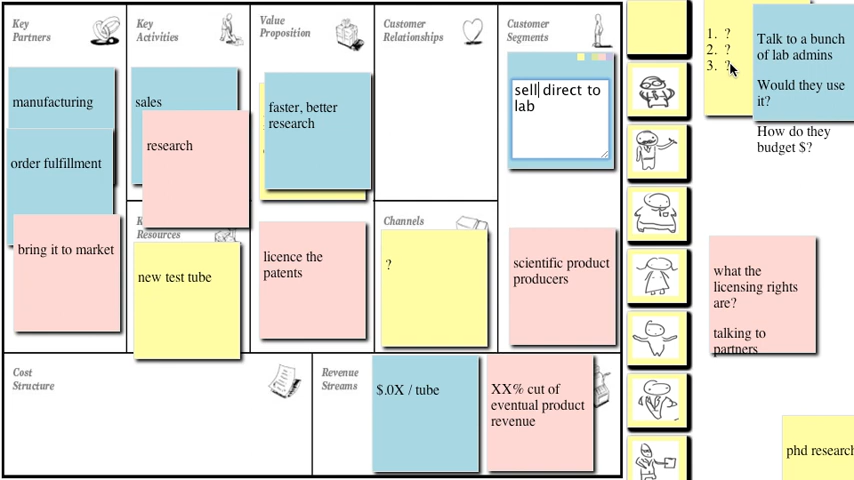 Key
Partners
manufacturing
order fulfillment
bring it to market
Key
Activities
sales
research
Resources
new test tube
Value
Proposition
faster, better
research
licence the
patents
Customer
Relationships
Channels
?
Customer
Segments
sell direct to
lab
scientific product
producers
Cost
Structure
Revenue
Streams
$.0X / tube
XX% cut of
eventual product
revenue
1. ?
2. ?
3. ?
Talk to a bunch
of lab admins
Would they use
it?
How do they
budget $?
what the
licensing rights
are?
talking to
partners
phd research